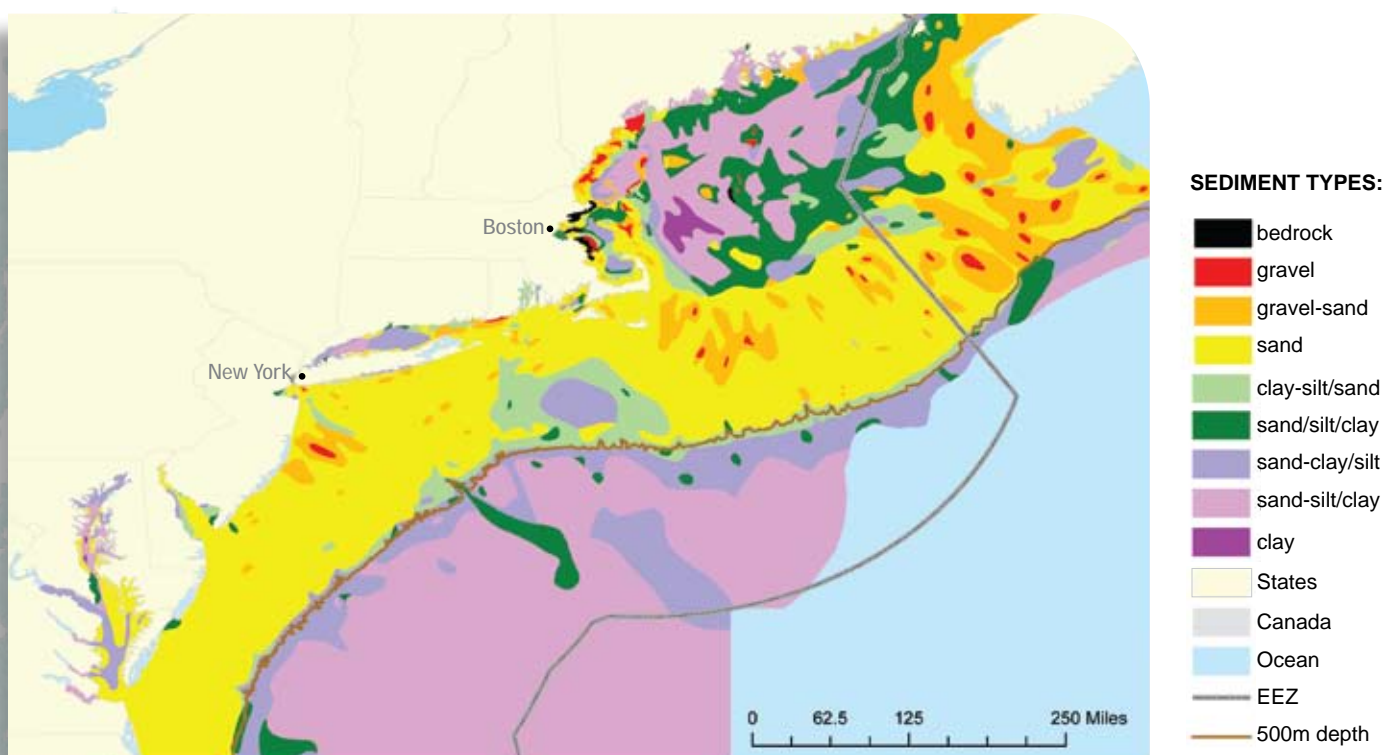 Boston
New York
0 62.5 125 250 Miles
SEDIMENT TYPES:
bedrock
gravel
gravel-sand
sand
clay-silt/sand
sand/silt/clay
sand-clay/silt
sand-silt/clay
clay
States
Canada
Ocean
EEZ
500m depth